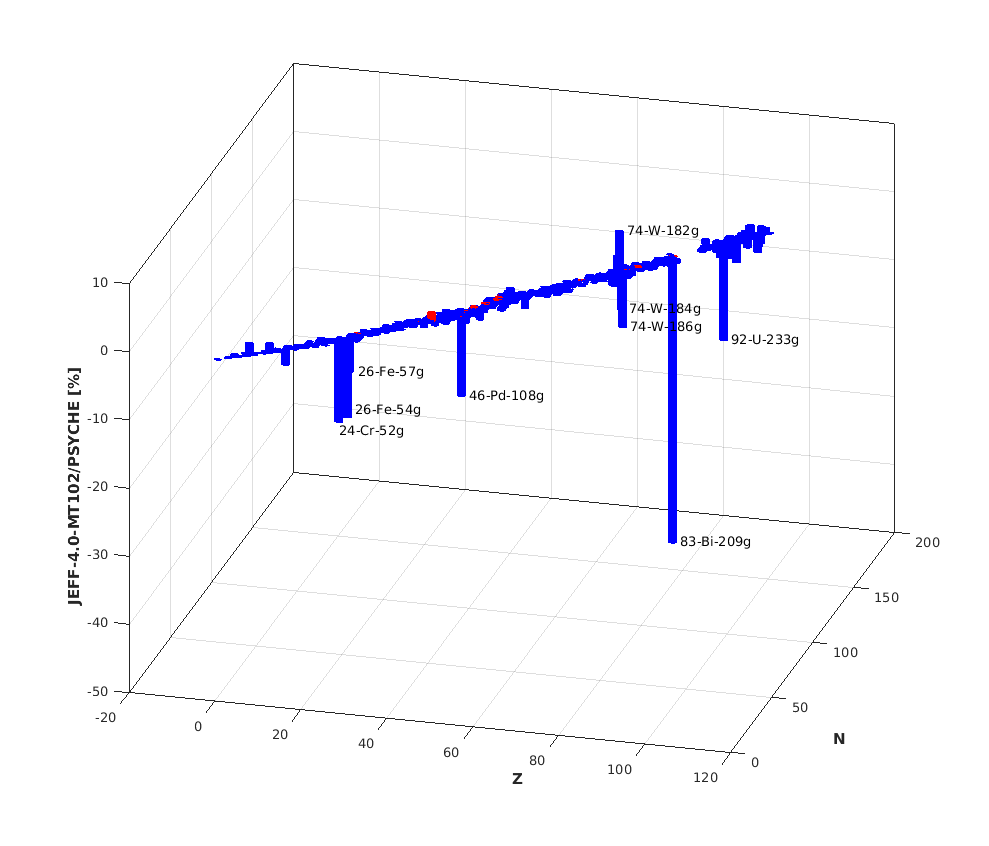 10
0
-10
-20
-30
-40
-50
JEFF-4.0-MT102/PSYCHE [%]
74-W-182g
74-W-184g
74-W-186g
92-U-233g
26-Fe-57g
46-Pd-108g
26-Fe-54g
24-Cr-52g
83-Bi-209g
200
150
100
50
0
N
-20
0
20
40
60
80
100
120
Z